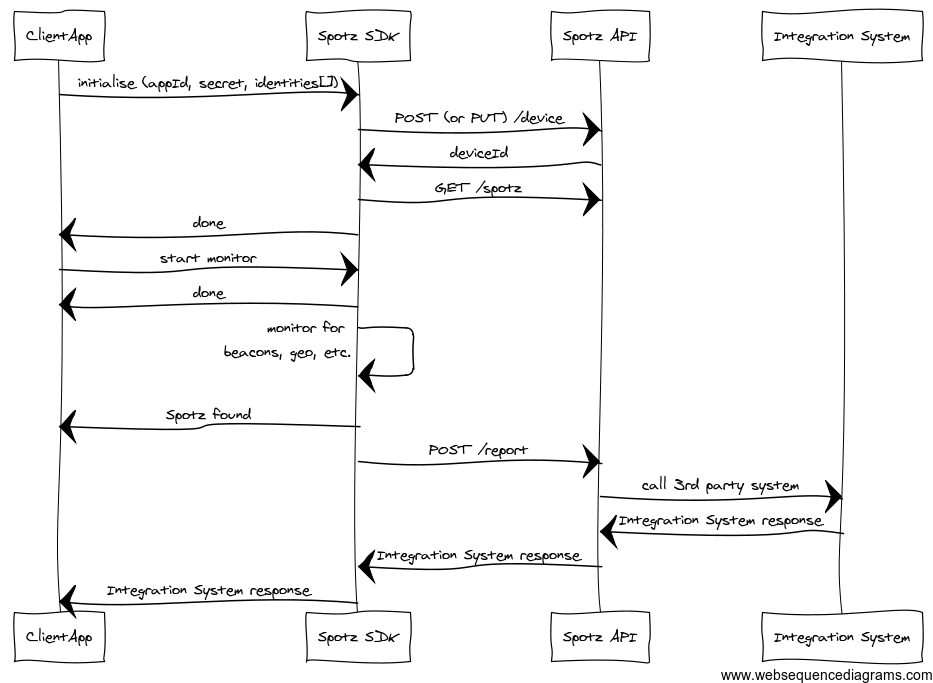 ClientApp
Spotz SDK
Spotz API
Integration System
initialise (appId, secret, identities[])
POST (or PUT) /device
deviceId
GET /spotz
done
start monitor
done
monitor for
beacons, geo, etc.
Spotz found
POST /report
call 3rd party system
Integration System response
Integration System response
Integration System response
ClientApp
Spotz SDK
Spotz API
Integration System
www.websequencediagrams.com